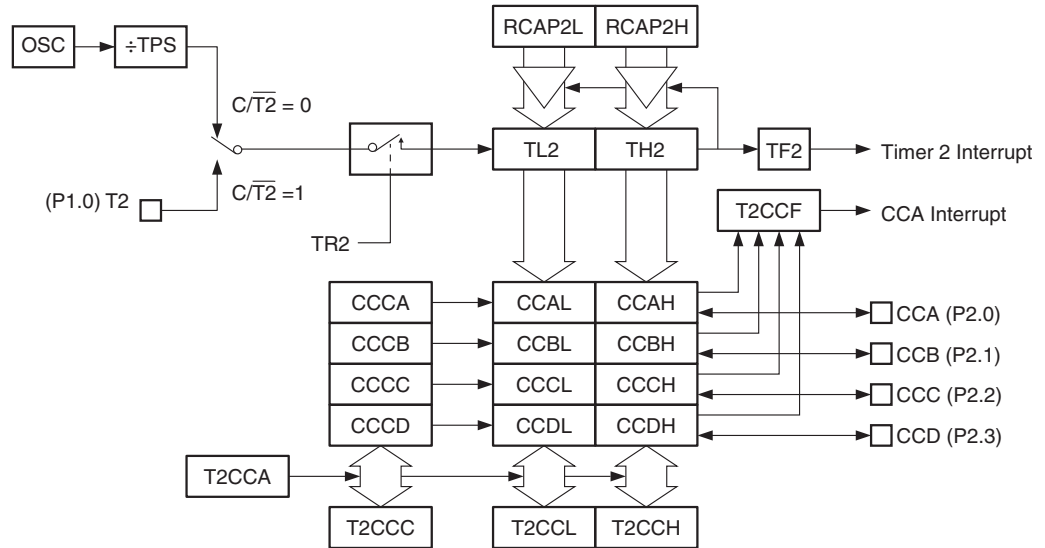 RCAP2L RCAP2H
OSC ÷TPS
C/T2 = 0
TL2 TH2 TF2 Timer 2 Interrupt
C/T2 =1
(P1.0) T2
T2CCF CCA Interrupt
TR2
CCCA CCAL CCAH CCA (P2.0)
CCCB CCBL CCBH CCB (P2.1)
CCCC CCCL CCCH CCC (P2.2)
CCCD CCDL CCDH CCD (P2.3)
T2CCA
T2CCC T2CCL T2CCH